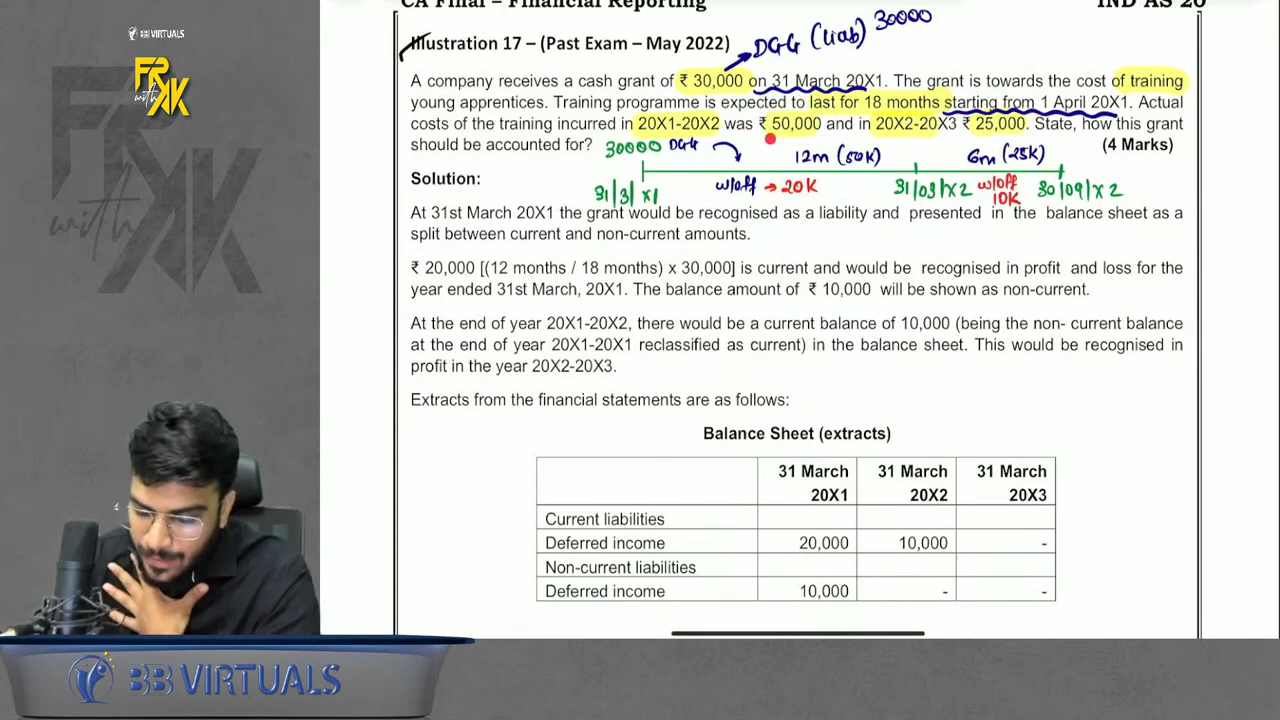 CA Final – Financial Reporting IND AS 20
BB VIRTUALS
FR
with
AK
Illustration 17 – (Past Exam – May 2022)
DGG (liab) 30000
A company receives a cash grant of ₹ 30,000 on 31 March 20X1. The grant is towards the cost of training
young apprentices. Training programme is expected to last for 18 months starting from 1 April 20X1. Actual
costs of the training incurred in 20X1-20X2 was ₹ 50,000 and in 20X2-20X3 ₹ 25,000. State, how this grant
should be accounted for? (4 Marks)
30000 DGG 12m (50K) 6m (25K)
Solution:
31/3/X1 w/off → 20K 31/03/X2 w/off 10K 30/09/X2
At 31st March 20X1 the grant would be recognised as a liability and presented in the balance sheet as a
split between current and non-current amounts.
₹ 20,000 [(12 months / 18 months) x 30,000] is current and would be recognised in profit and loss for the
year ended 31st March, 20X1. The balance amount of ₹ 10,000 will be shown as non-current.
At the end of year 20X1-20X2, there would be a current balance of 10,000 (being the non- current balance
at the end of year 20X1-20X1 reclassified as current) in the balance sheet. This would be recognised in
profit in the year 20X2-20X3.
Extracts from the financial statements are as follows:
Balance Sheet (extracts)
31 March 31 March 31 March
20X1 20X2 20X3
Current liabilities
Deferred income 20,000 10,000 -
Non-current liabilities
Deferred income 10,000 - -
FR
with
AK
BB VIRTUALS